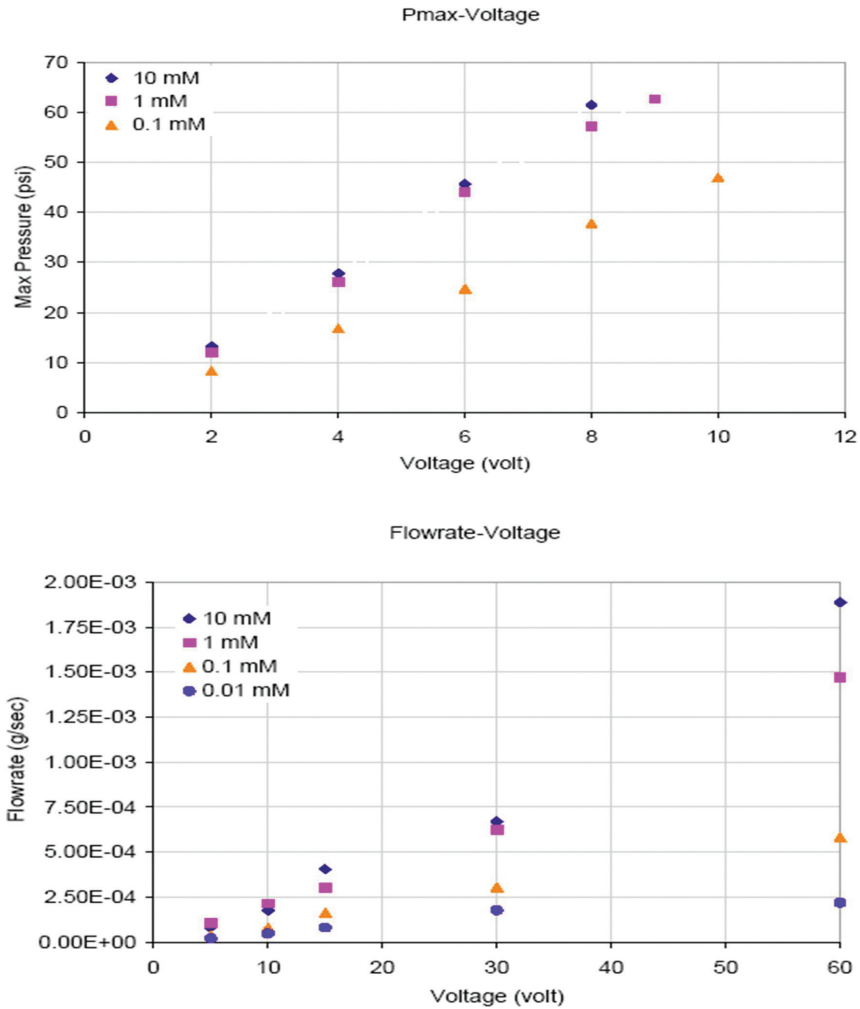 Pmax-Voltage
70
60
50
40
30
20
10
0
10 mM
1 mM
0.1 mM
Max Pressure (psi)
0 2 4 6 8 10 12
Voltage (volt)
Flowrate-Voltage
2.00E-03
1.75E-03
1.50E-03
1.25E-03
1.00E-03
7.50E-04
5.00E-04
2.50E-04
0.00E+00
10 mM
1 mM
0.1 mM
0.01 mM
Flowrate (g/sec)
0 10 20 30 40 50 60
Voltage (volt)